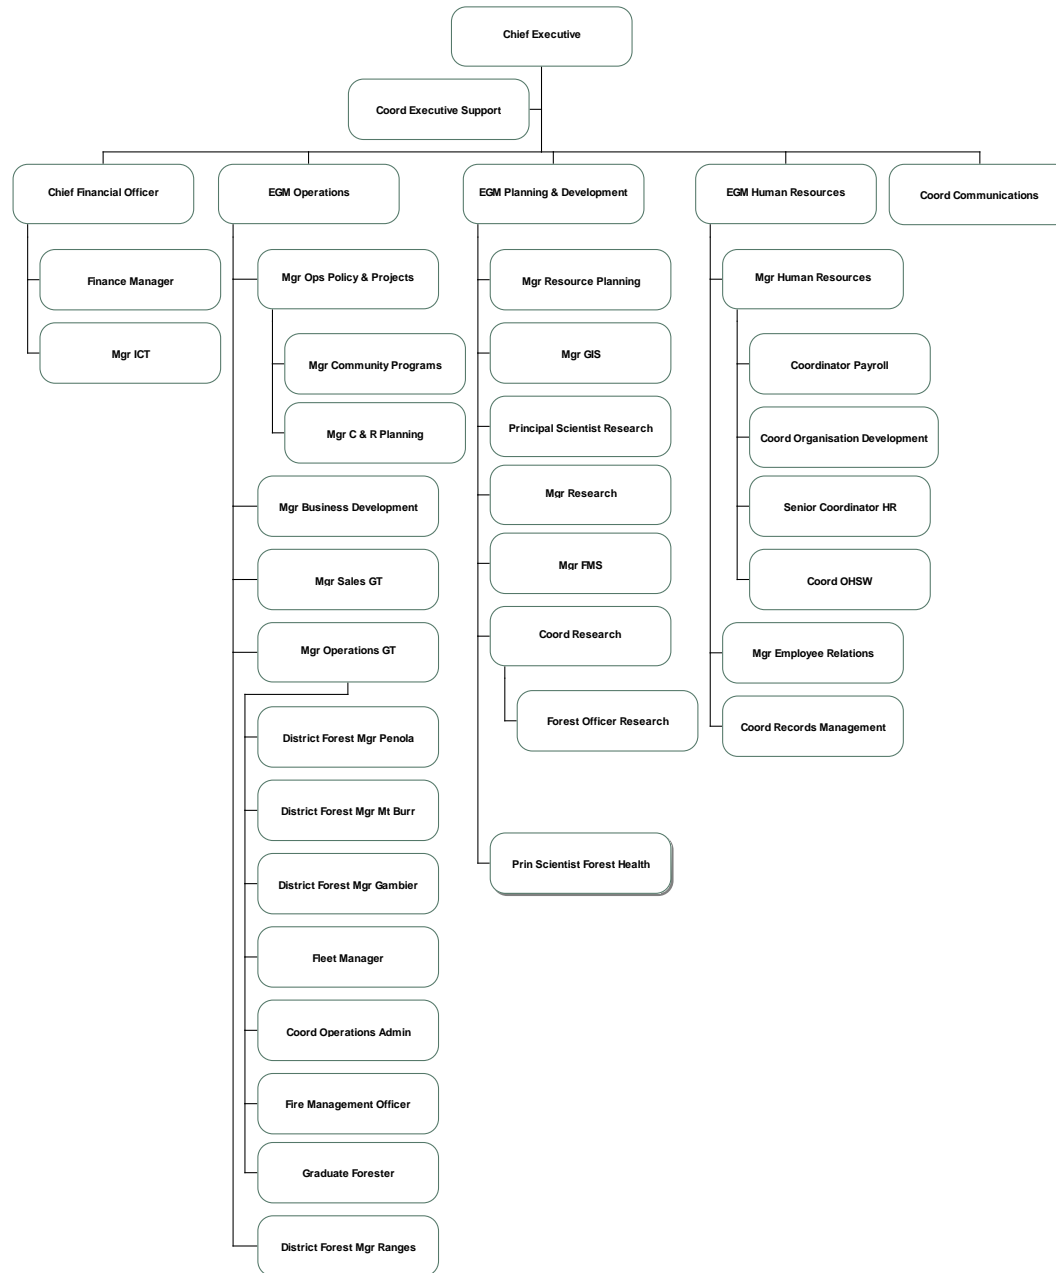 Chief Executive
Coord Executive Support
Chief Financial Officer
EGM Operations
EGM Planning & Development
EGM Human Resources
Coord Communications
Finance Manager
Mgr ICT
Mgr Ops Policy & Projects
Mgr Community Programs
Mgr C & R Planning
Mgr Business Development
Mgr Sales GT
Mgr Operations GT
District Forest Mgr Penola
District Forest Mgr Mt Burr
District Forest Mgr Gambier
Fleet Manager
Coord Operations Admin
Fire Management Officer
Graduate Forester
District Forest Mgr Ranges
Mgr Resource Planning
Mgr GIS
Principal Scientist Research
Mgr Research
Mgr FMS
Coord Research
Forest Officer Research
Prin Scientist Forest Health
Mgr Human Resources
Coordinator Payroll
Coord Organisation Development
Senior Coordinator HR
Coord OHSW
Mgr Employee Relations
Coord Records Management